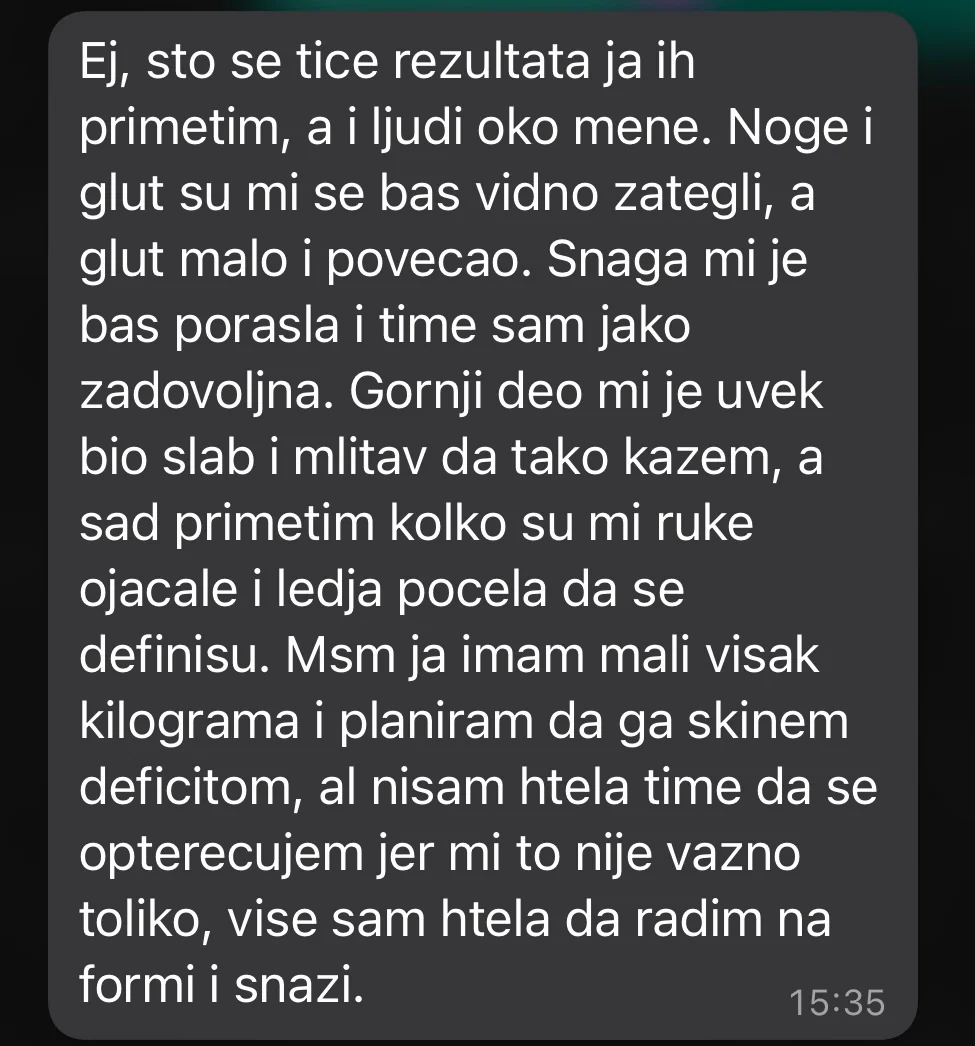 Ej, sto se tice rezultata ja ih
primetim, a i ljudi oko mene. Noge i
glut su mi se bas vidno zategli, a
glut malo i povecao. Snaga mi je
bas porasla i time sam jako
zadovoljna. Gornji deo mi je uvek
bio slab i mlitav da tako kazem, a
sad primetim kolko su mi ruke
ojacale i ledja pocela da se
definisu. Msm ja imam mali visak
kilograma i planiram da ga skinem
deficitom, al nisam htela time da se
opterecujem jer mi to nije vazno
toliko, vise sam htela da radim na
formi i snazi.
15:35